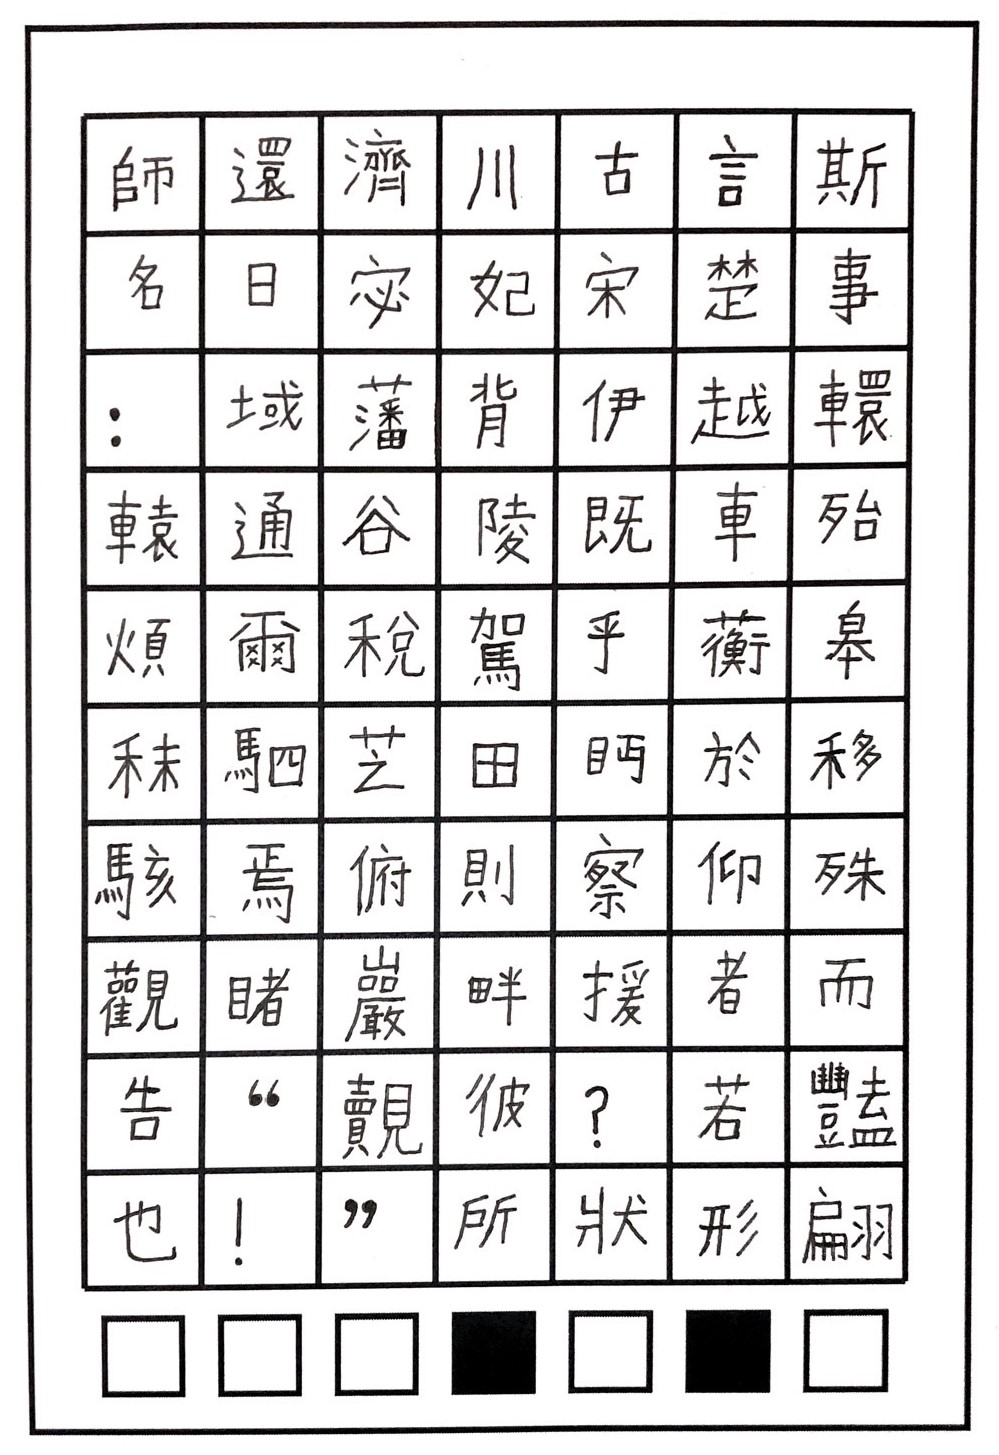 師還濟川古言斯
名日宓妃宋楚事
：域藩背伊越轘
轅通谷陵既車殆
煩爾稅駕乎蘅皋
秣駟芝田眄於移
駭焉俯則察仰殊
觀睹巖畔援者而
告“覿彼？若豔
也！”所狀形翩